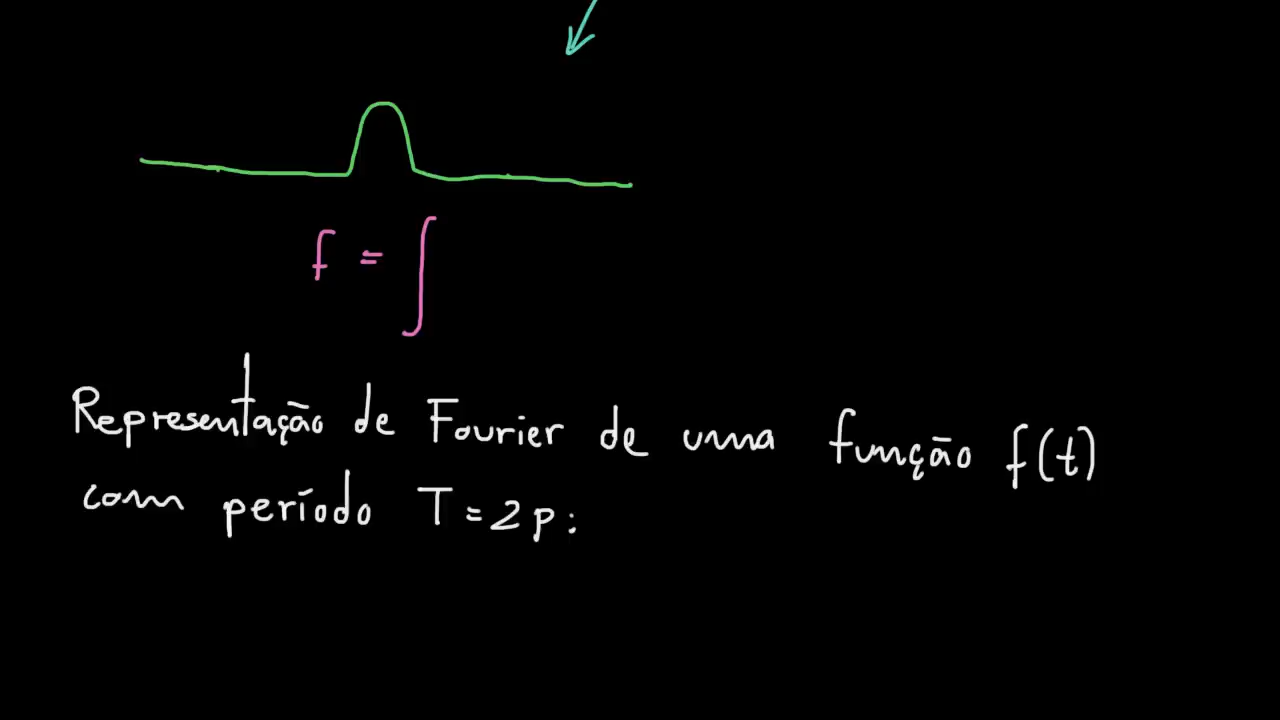 f = ∫
Representação de Fourier de uma função f(t)
com período T = 2p: